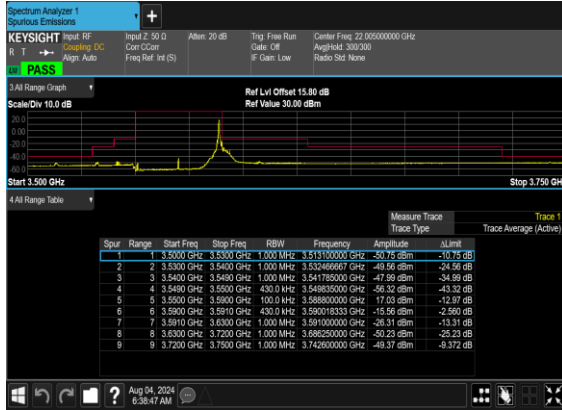 Spectrum Analyzer 1
Spurious Emissions
KEYSIGHT Input: RF Input Z: 50 Ω Atten: 20 dB Trig: Free Run Center Freq: 22.005000000 GHz
R T Coupling: DC Corr CCorr Gate: Off Avg|Hold: 300/300
Align: Auto Freq Ref: Int (S) IF Gain: Low Radio Std: None
PASS
3 All Range Graph Ref Lvl Offset 15.80 dB
Scale/Div 10.0 dB Ref Value 30.00 dBm
20.0
0.00
-20.0
-40.0
-60.0
Start 3.500 GHz Stop 3.750 GH
4 All Range Table
Measure Trace Trace 1
Trace Type Trace Average (Active)
Spur Range Start Freq Stop Freq RBW Frequency Amplitude ΔLimit
1 1 3.5000 GHz 3.5300 GHz 1.000 MHz 3.513100000 GHz -50.75 dBm -10.75 dB
2 2 3.5300 GHz 3.5400 GHz 1.000 MHz 3.532466667 GHz -49.56 dBm -24.56 dB
3 3 3.5400 GHz 3.5490 GHz 1.000 MHz 3.541785000 GHz -47.99 dBm -34.99 dB
4 4 3.5490 GHz 3.5500 GHz 430.0 kHz 3.549835000 GHz -56.32 dBm -43.32 dB
5 5 3.5500 GHz 3.5900 GHz 100.0 kHz 3.588800000 GHz 17.03 dBm -12.97 dB
6 6 3.5900 GHz 3.5910 GHz 430.0 kHz 3.590018333 GHz -15.56 dBm -2.560 dB
7 7 3.5910 GHz 3.6300 GHz 1.000 MHz 3.591000000 GHz -26.31 dBm -13.31 dB
8 8 3.6300 GHz 3.7200 GHz 1.000 MHz 3.686250000 GHz -50.23 dBm -25.23 dB
9 9 3.7200 GHz 3.7500 GHz 1.000 MHz 3.742600000 GHz -49.37 dBm -9.372 dB
Aug 04, 2024
6:38:47 AM